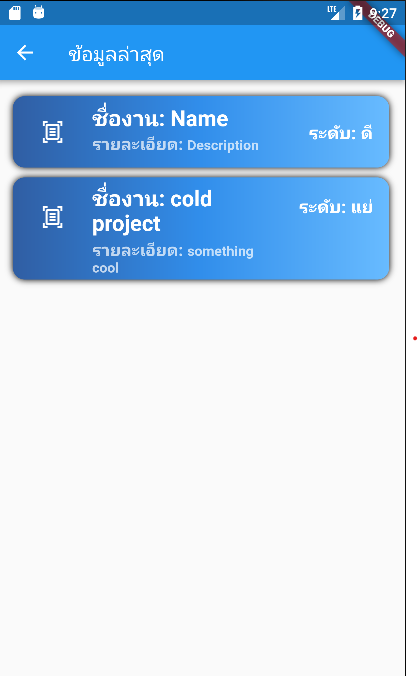 LTE 9:27
DEBUG
ข้อมูลล่าสุด
ชื่องาน: Name
รายละเอียด: Description
ระดับ: ดี
ชื่องาน: cold
project
รายละเอียด: something
cool
ระดับ: แย่